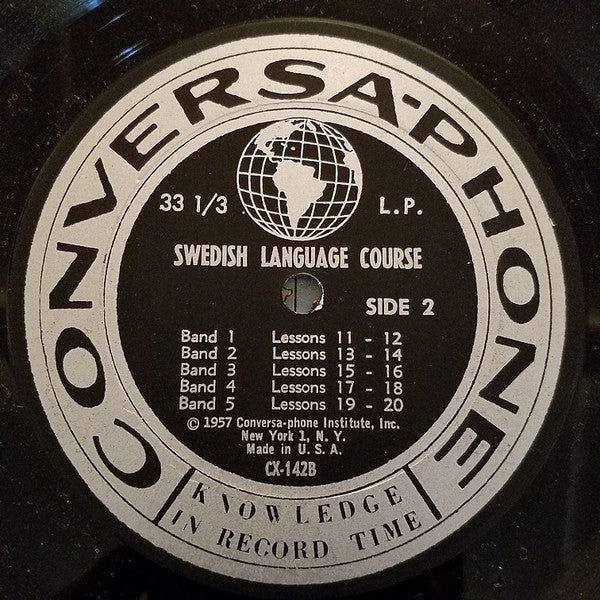 CONVERSA-PHONE
33 1/3 L.P.
SWEDISH LANGUAGE COURSE
SIDE 2
Band 1 Lessons 11 - 12
Band 2 Lessons 13 - 14
Band 3 Lessons 15 - 16
Band 4 Lessons 17 - 18
Band 5 Lessons 19 - 20
© 1957 Conversa-phone Institute, Inc.
New York 1, N. Y.
Made in U. S. A.
CX-142B
KNOWLEDGE
IN RECORD TIME